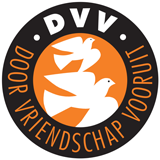 · DVV ·
DOOR VRIENDSCHAP VOORUIT